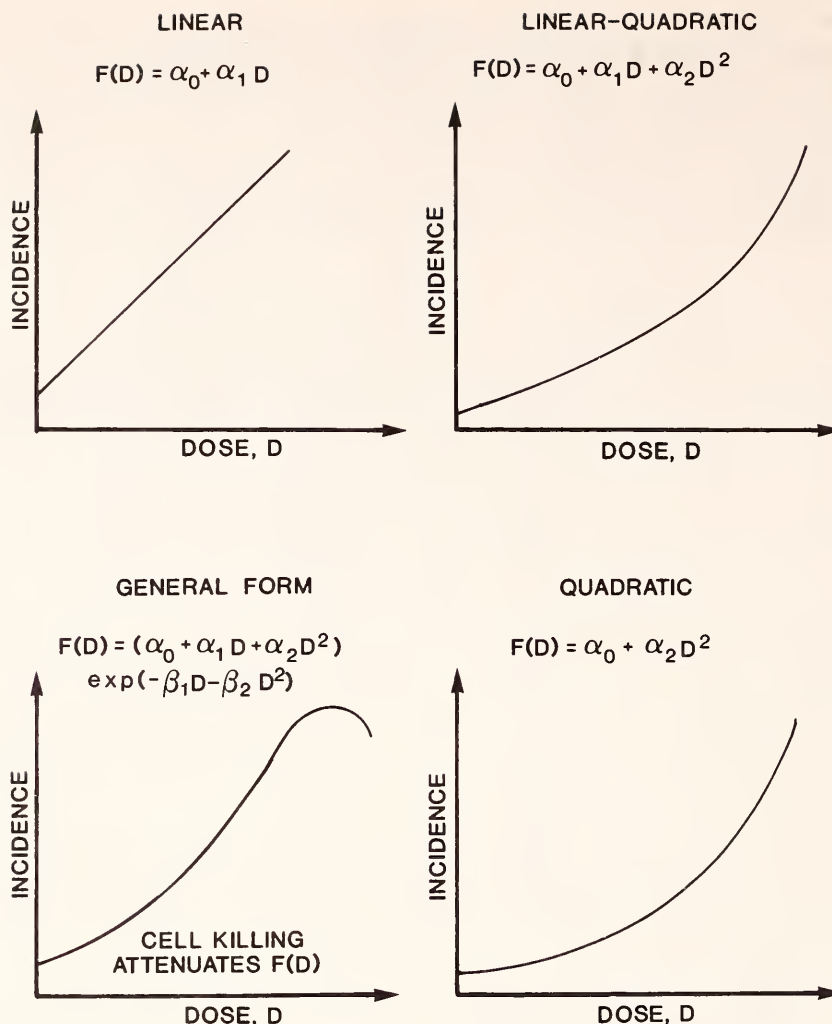 LINEAR
F(D) = α₀ + α₁ D
INCIDENCE
DOSE, D
LINEAR-QUADRATIC
F(D) = α₀ + α₁ D + α₂ D²
INCIDENCE
DOSE, D
GENERAL FORM
F(D) = (α₀ + α₁ D + α₂ D²)
exp(-β₁D-β₂ D²)
INCIDENCE
CELL KILLING
ATTENUATES F(D)
DOSE, D
QUADRATIC
F(D) = α₀ + α₂ D²
INCIDENCE
DOSE, D